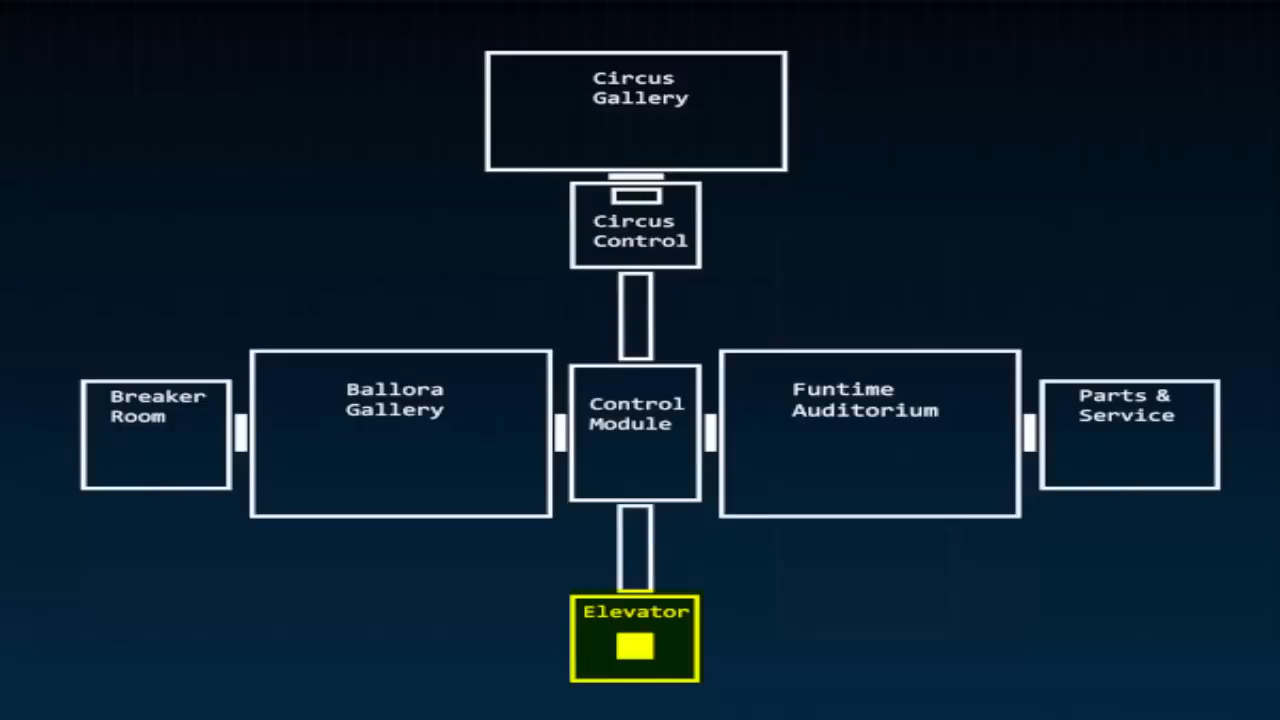 Circus
Gallery
Circus
Control
Breaker
Room
Ballora
Gallery
Control
Module
Funtime
Auditorium
Parts &
Service
Elevator